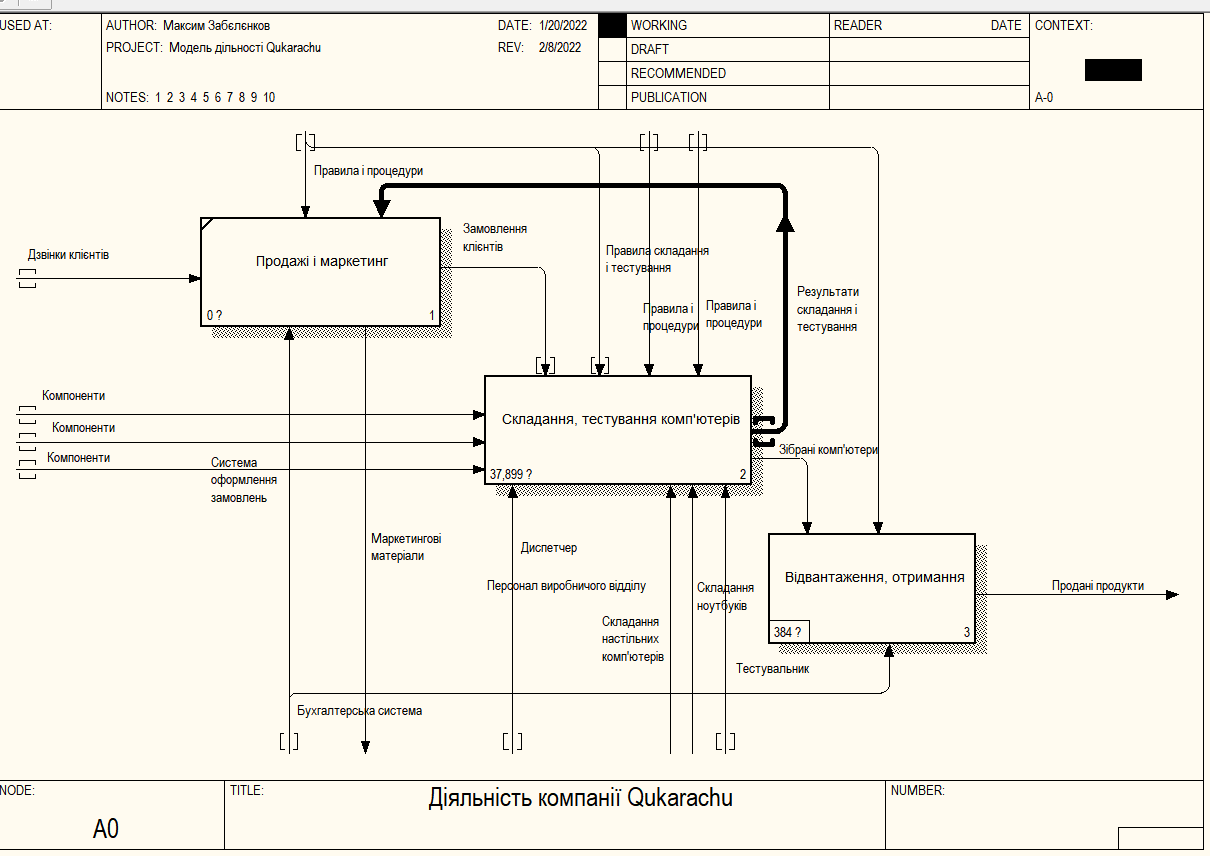 USED AT:
AUTHOR: Максим Забєлєнков
DATE: 1/20/2022
WORKING
READER
DATE
CONTEXT:
PROJECT: Модель дільності Qukarachu
REV: 2/8/2022
DRAFT
RECOMMENDED
NOTES: 1 2 3 4 5 6 7 8 9 10
PUBLICATION
A-0
Правила і процедури
Дзвінки клієнтів
Продажі і маркетинг
0 ?
1
Замовлення
клієнтів
Правила складання
і тестування
Правила і
процедури
Правила і
процедури
Результати
складання і
тестування
Компоненти
Компоненти
Компоненти
Складання, тестування комп'ютерів
37,899 ?
2
Зібрані комп'ютери
Система
оформлення
замовлень
Маркетингові
матеріали
Диспетчер
Персонал виробничого відділу
Складання
настільних
комп'ютерів
Складання
ноутбуків
Тестувальник
Відвантаження, отримання
384 ?
3
Продані продукти
Бухгалтерська система
NODE:
TITLE:
NUMBER:
A0
Діяльність компанії Qukarachu